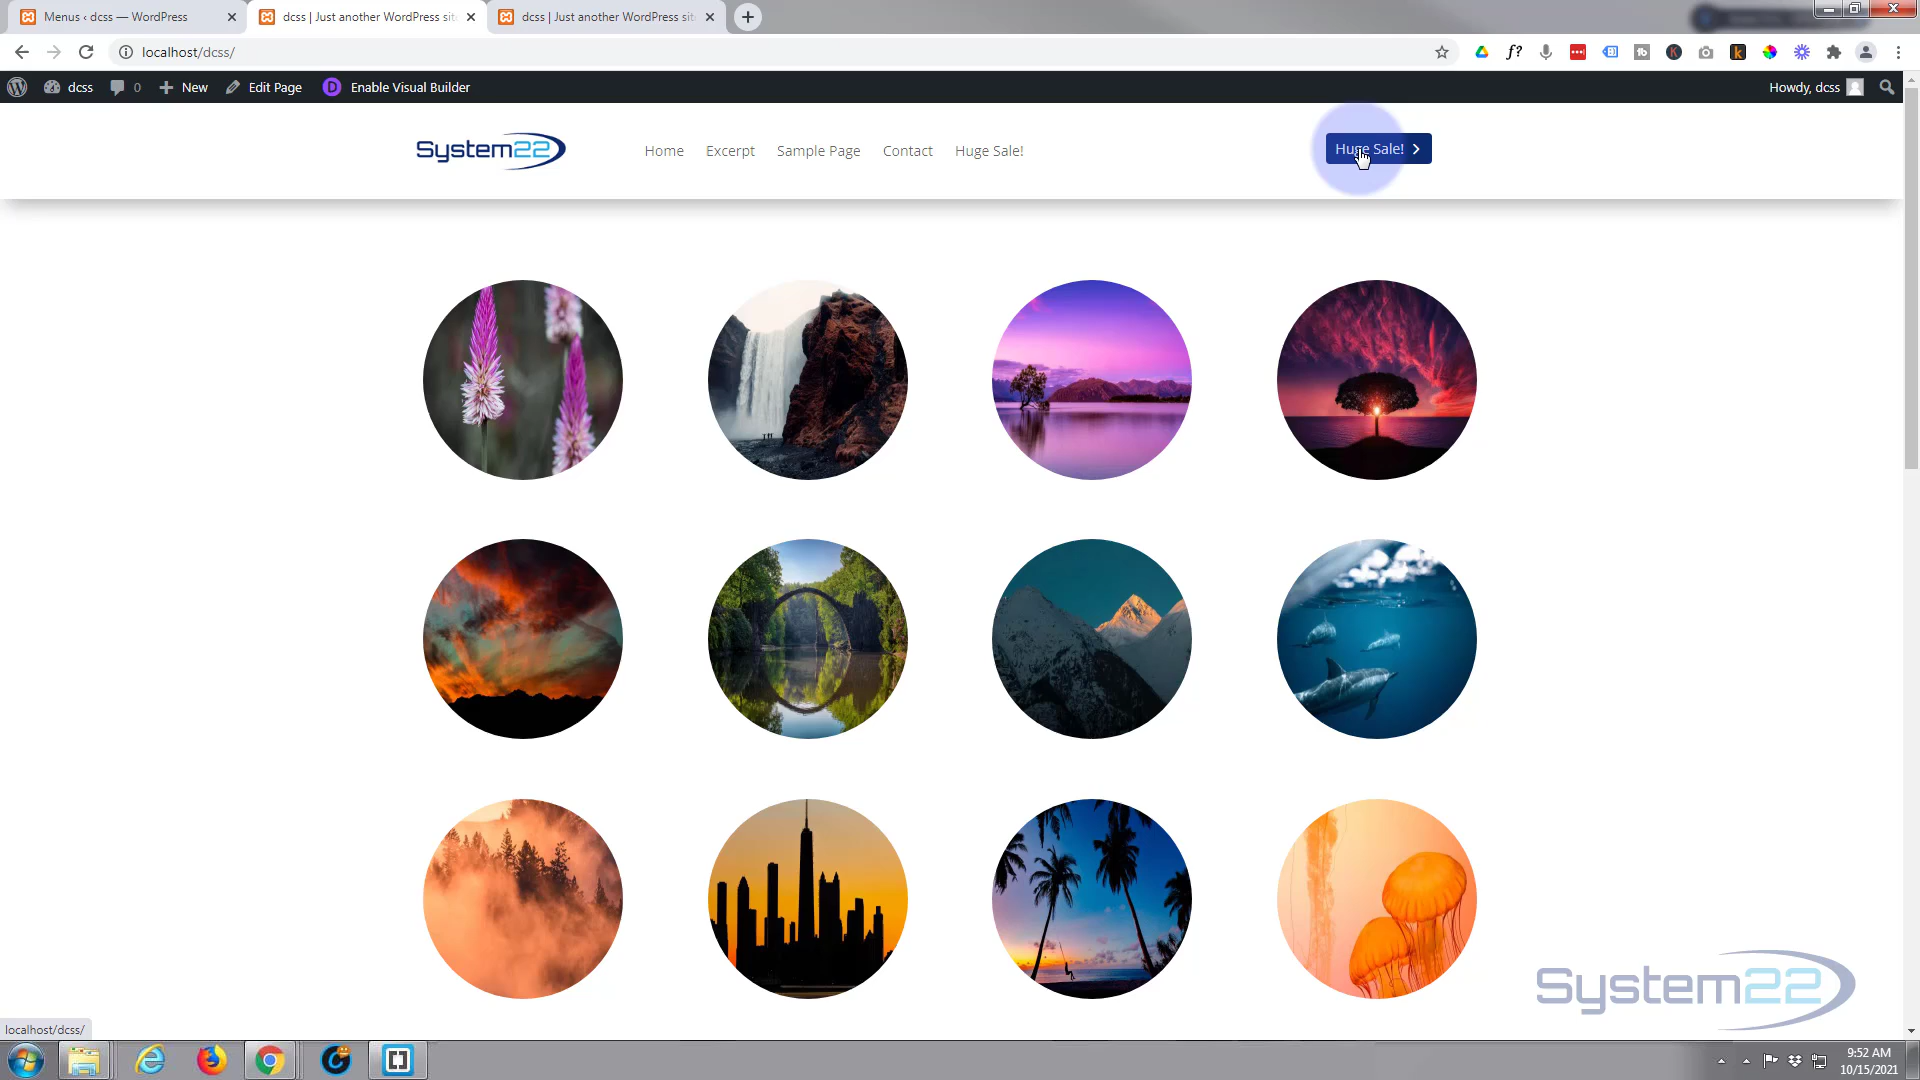 Menus ‹ dcss — WordPress
dcss | Just another WordPress sit
dcss | Just another WordPress sit
localhost/dcss/
dcss
0
New
Edit Page
D
Enable Visual Builder
Howdy, dcss
System22
Home
Excerpt
Sample Page
Contact
Huge Sale!
Huge Sale!
System22
localhost/dcss/
9:52 AM
10/15/2021